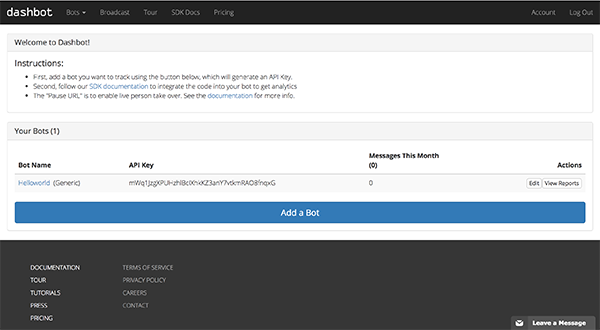 dashbot Bots Broadcast Tour SDK Docs Pricing Account Log Out
Welcome to Dashbot!
Instructions:
First, add a bot you want to track using the button below, which will generate an API Key.
Second, follow our SDK documentation to integrate the code into your bot to get analytics
The "Pause URL" is to enable live person take over. See the documentation for more info.
Your Bots (1)
Messages This Month
Bot Name API Key (0) Actions
Helloworld (Generic) 0 Edit View Reports
Add a Bot
DOCUMENTATION TERMS OF SERVICE
TOUR PRIVACY POLICY
TUTORIALS CAREERS
PRESS CONTACT
PRICING
Leave a Message